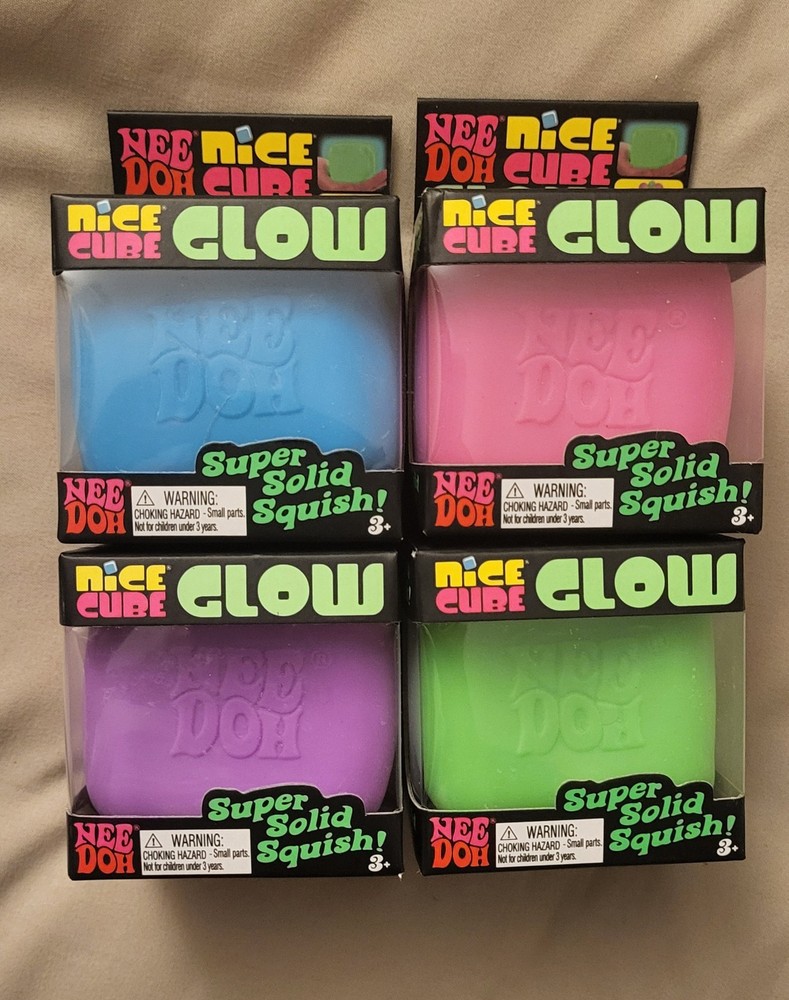 NEE NiCE
DOH CUBE
NEE NiCE
DOH CUBE
NiCE
CUBE GLOW
NEE
DOH
Super
Solid
Squish!
NEE
DOH
WARNING:
CHOKING HAZARD - Small parts.
Not for children under 3 years.
3+
NiCE
CUBE GLOW
NEE®
DOH
Super
Solid
Squish!
NEE
DOH
WARNING:
CHOKING HAZARD - Small parts.
Not for children under 3 years.
3+
NiCE
CUBE GLOW
NEE®
DOH
Super
Solid
Squish!
NEE
DOH
WARNING:
CHOKING HAZARD - Small parts.
Not for children under 3 years.
3+
NiCE
CUBE GLOW
NEE
DOH
Super
Solid
Squish!
NEE
DOH
WARNING:
CHOKING HAZARD - Small parts.
Not for children under 3 years.
3+